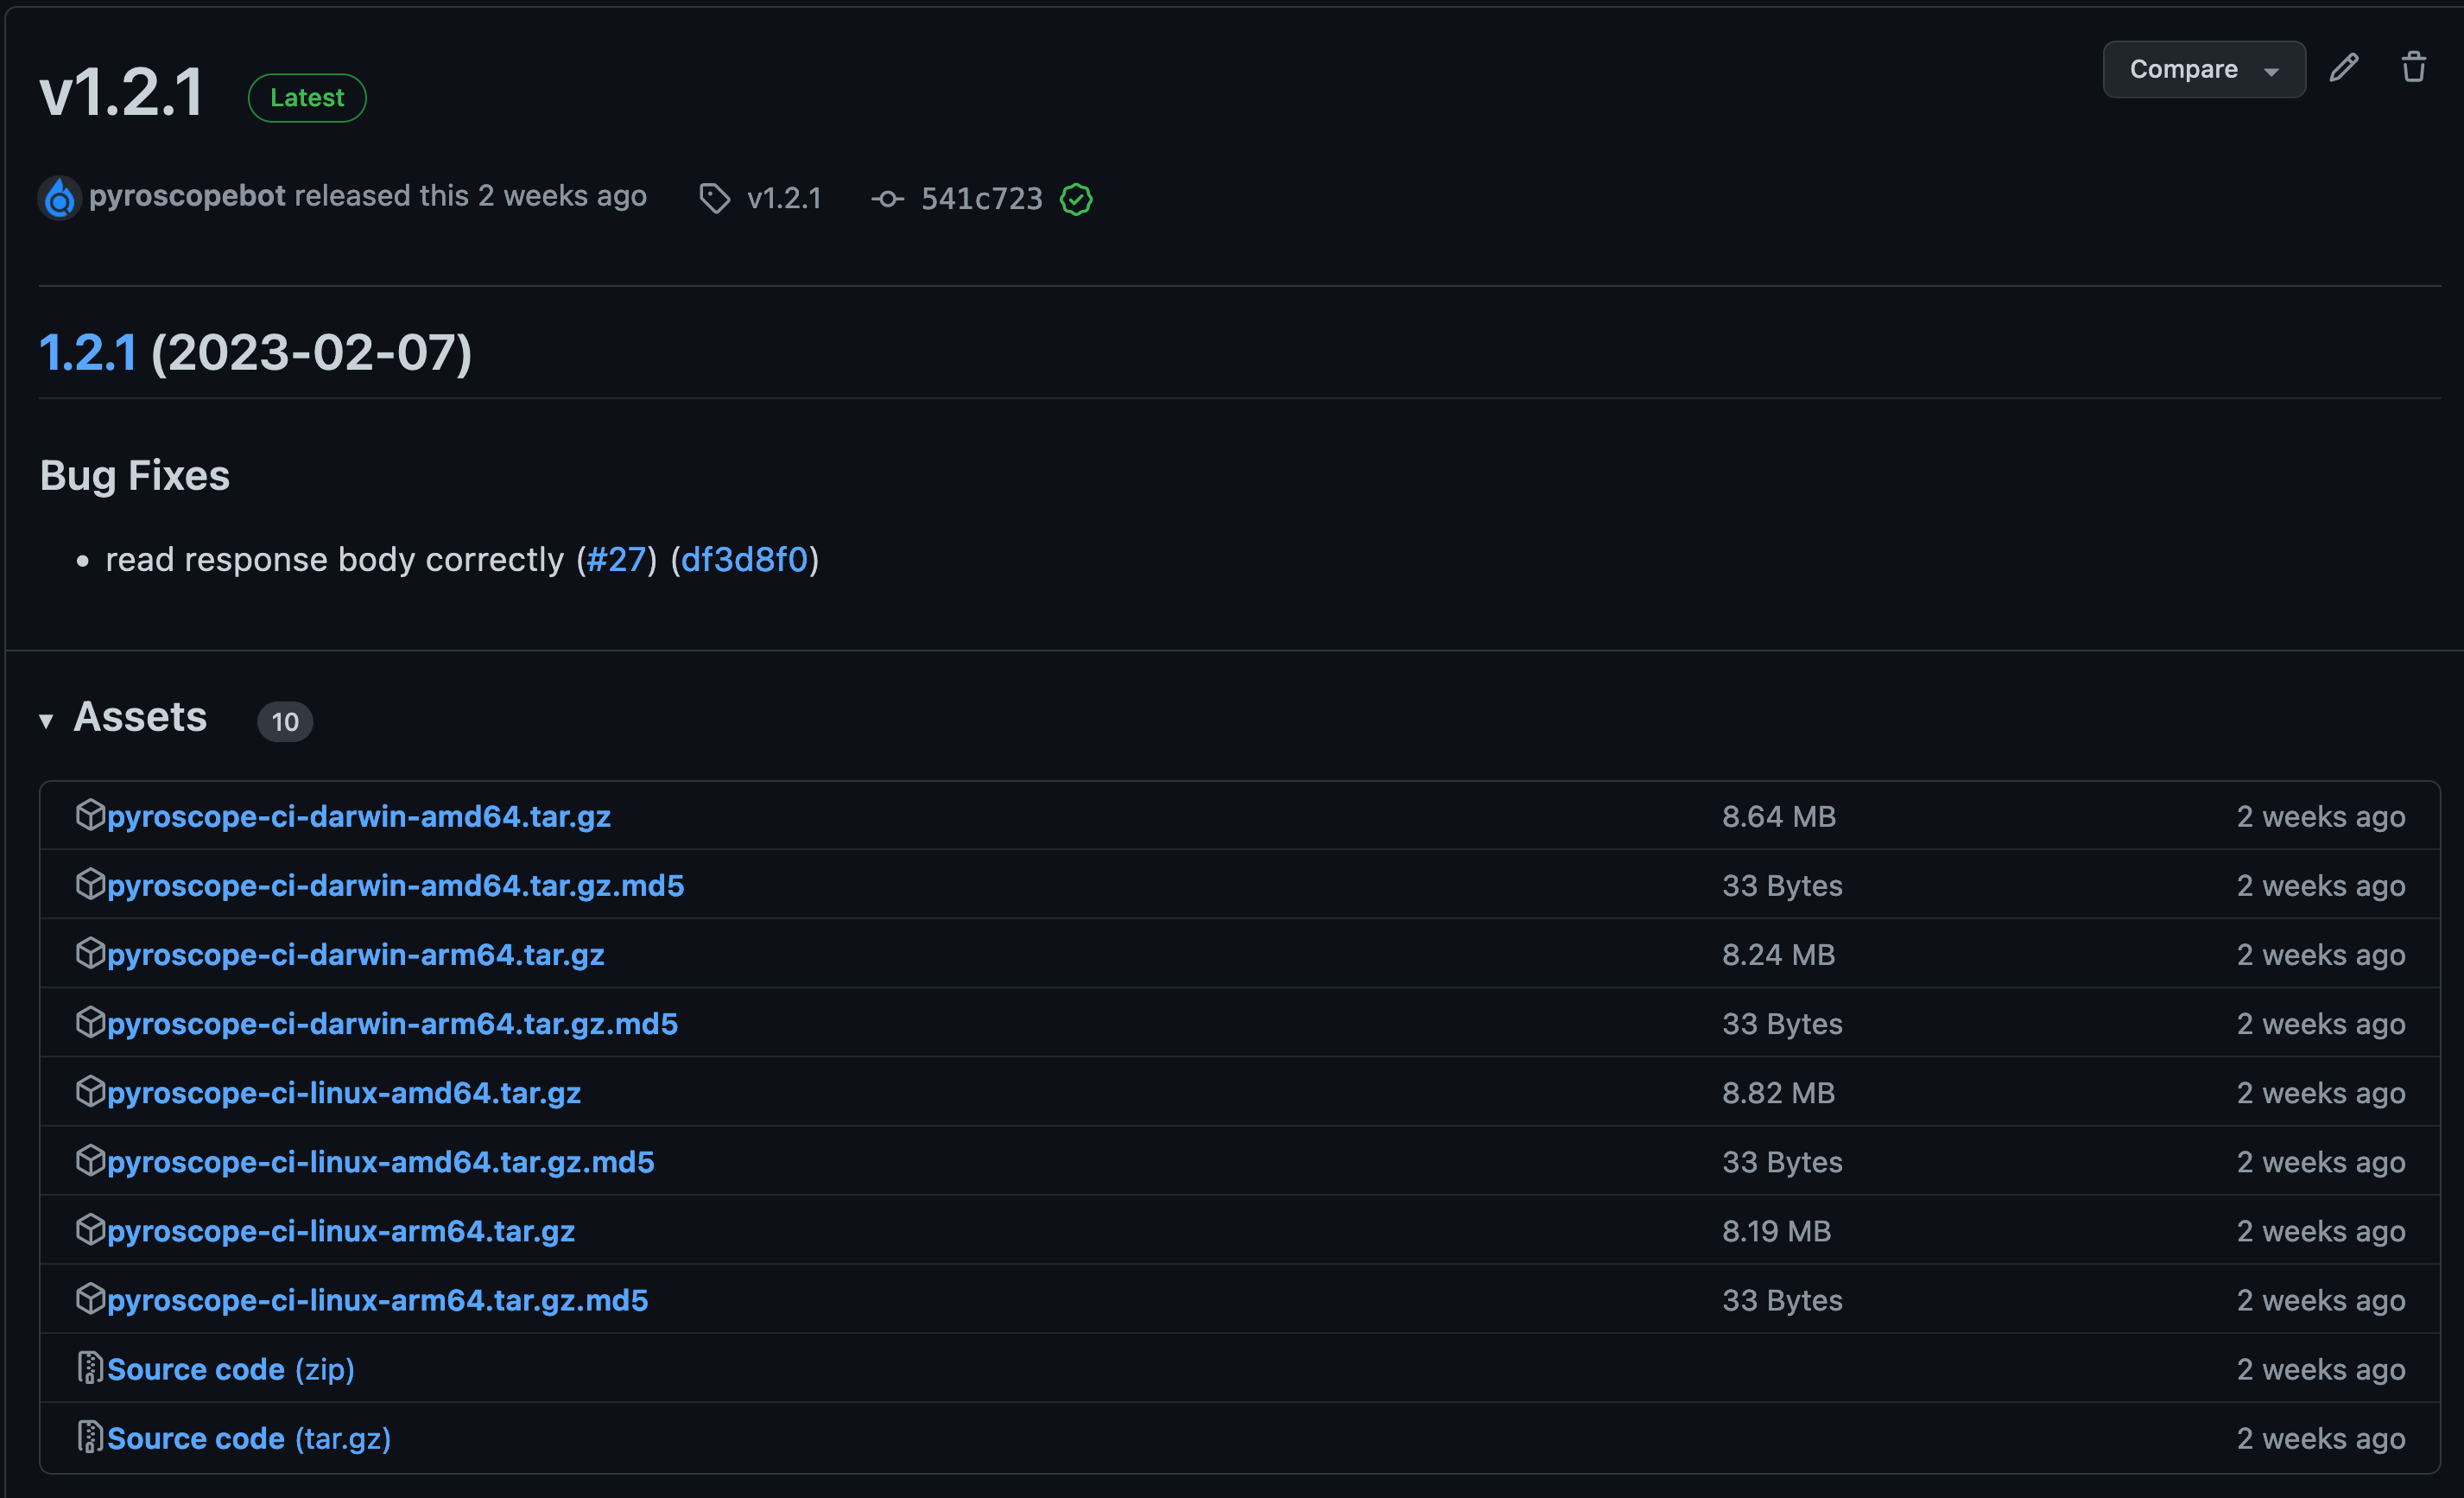 v1.2.1 Latest Compare
pyroscopebot released this 2 weeks ago v1.2.1 541c723
1.2.1 (2023-02-07)
Bug Fixes
• read response body correctly (#27) (df3d8f0)
Assets 10
pyroscope-ci-darwin-amd64.tar.gz 8.64 MB 2 weeks ago
pyroscope-ci-darwin-amd64.tar.gz.md5 33 Bytes 2 weeks ago
pyroscope-ci-darwin-arm64.tar.gz 8.24 MB 2 weeks ago
pyroscope-ci-darwin-arm64.tar.gz.md5 33 Bytes 2 weeks ago
pyroscope-ci-linux-amd64.tar.gz 8.82 MB 2 weeks ago
pyroscope-ci-linux-amd64.tar.gz.md5 33 Bytes 2 weeks ago
pyroscope-ci-linux-arm64.tar.gz 8.19 MB 2 weeks ago
pyroscope-ci-linux-arm64.tar.gz.md5 33 Bytes 2 weeks ago
Source code (zip) 2 weeks ago
Source code (tar.gz) 2 weeks ago